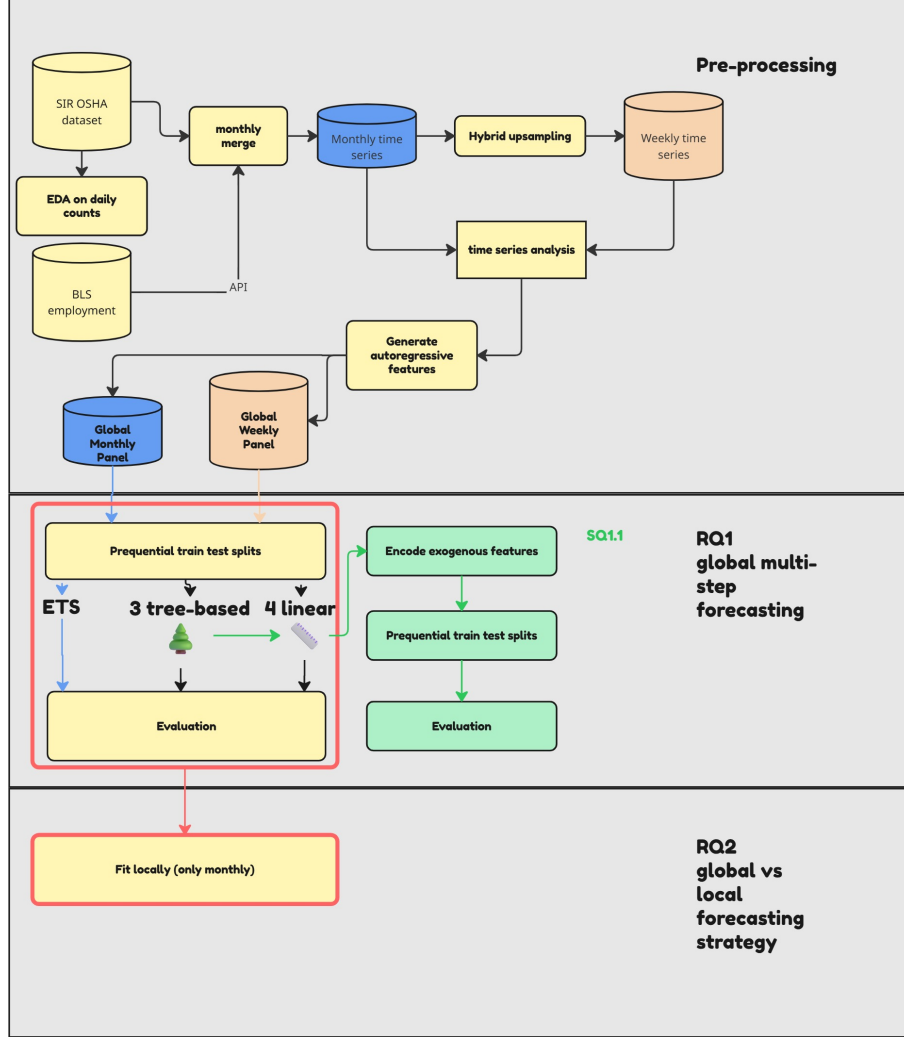 Pre-processing
SIR OSHA
dataset
monthly
merge
Monthly time
series
Hybrid upsampling
Weekly time
series
EDA on daily
counts
time series analysis
BLS
employment
API
Generate
autoregressive
features
Global
Monthly
Panel
Global
Weekly
Panel
Prequential train test splits
ETS
3 tree-based
4 linear
Evaluation
Encode exogenous features
Prequential train test splits
Evaluation
SQ1.1
RQ1
global multi-
step
forecasting
Fit locally (only monthly)
RQ2
global vs
local
forecasting
strategy